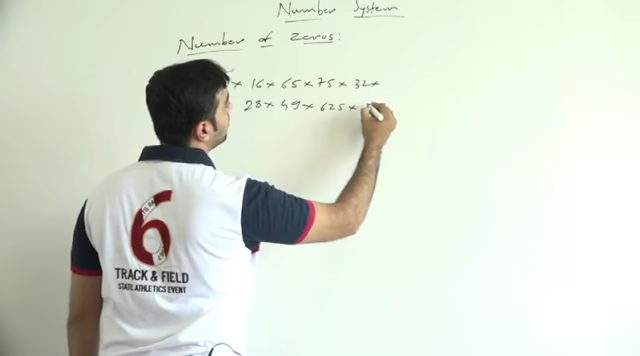 Number System
Number of Zeros:
× 16 × 65 × 75 × 32 ×
28 × 49 × 625 ×
6
TRACK & FIELD
STATE ATHLETICS EVENT